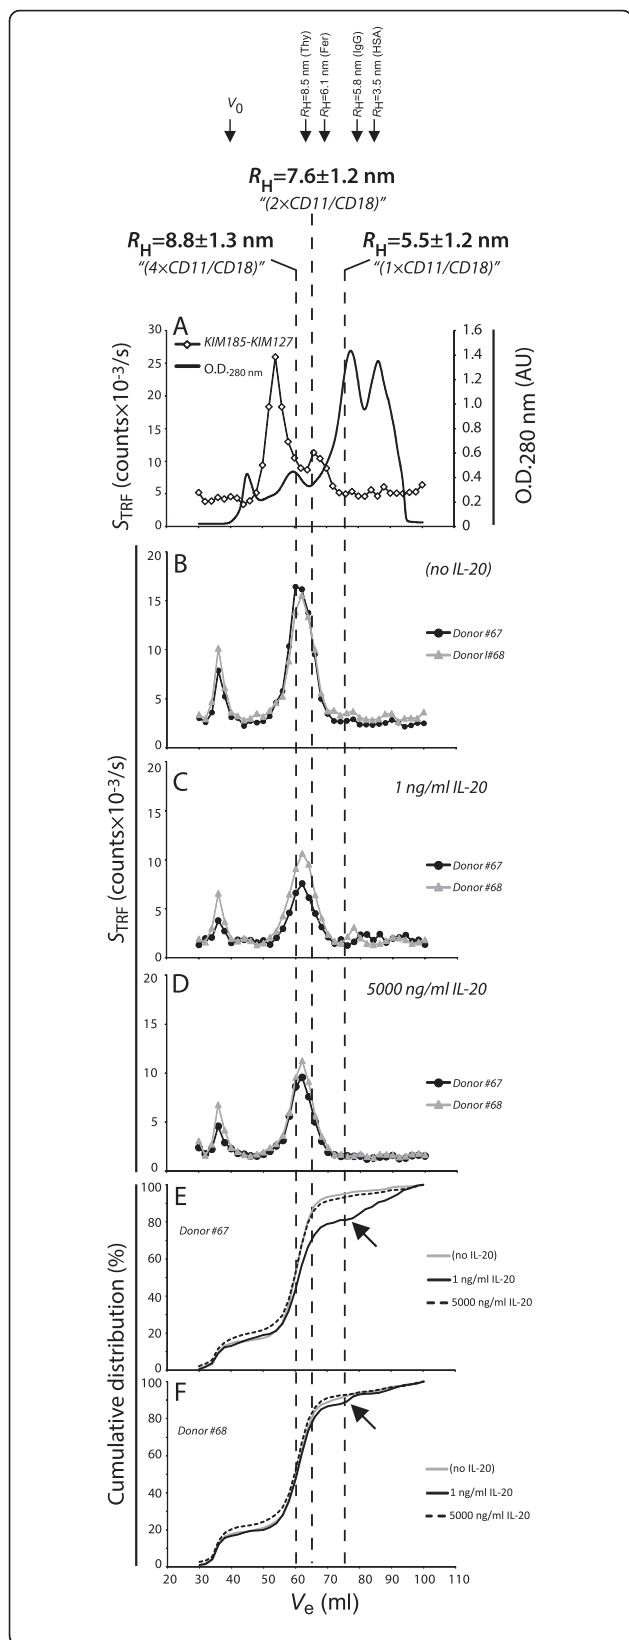 V0
RH=8.5 nm (Thy)
RH=6.1 nm (Fer)
RH=5.8 nm (IgG)
RH=3.5 nm (HSA)
RH=7.6±1.2 nm
“(2×CD11/CD18)”
RH=8.8±1.3 nm
“(4×CD11/CD18)”
RH=5.5±1.2 nm
“(1×CD11/CD18)”
A
KIM185-KIM127
O.D.280 nm
STRF (counts×10-3/s)
30
25
20
15
10
5
0
1.6
1.4
1.2
1.0
0.8
0.6
0.4
0.2
0
O.D.280 nm (AU)
B
(no IL-20)
Donor #67
Donor l#68
20
15
10
5
0
STRF (counts×10-3/s)
C
1 ng/ml IL-20
Donor #67
Donor #68
20
15
10
5
0
D
5000 ng/ml IL-20
Donor #67
Donor #68
20
15
10
5
0
E
Donor #67
(no IL-20)
1 ng/ml IL-20
5000 ng/ml IL-20
100
80
60
40
20
0
Cumulative distribution (%)
F
Donor #68
(no IL-20)
1 ng/ml IL-20
5000 ng/ml IL-20
100
80
60
40
20
0
20 30 40 50 60 70 80 90 100 110
Ve (ml)